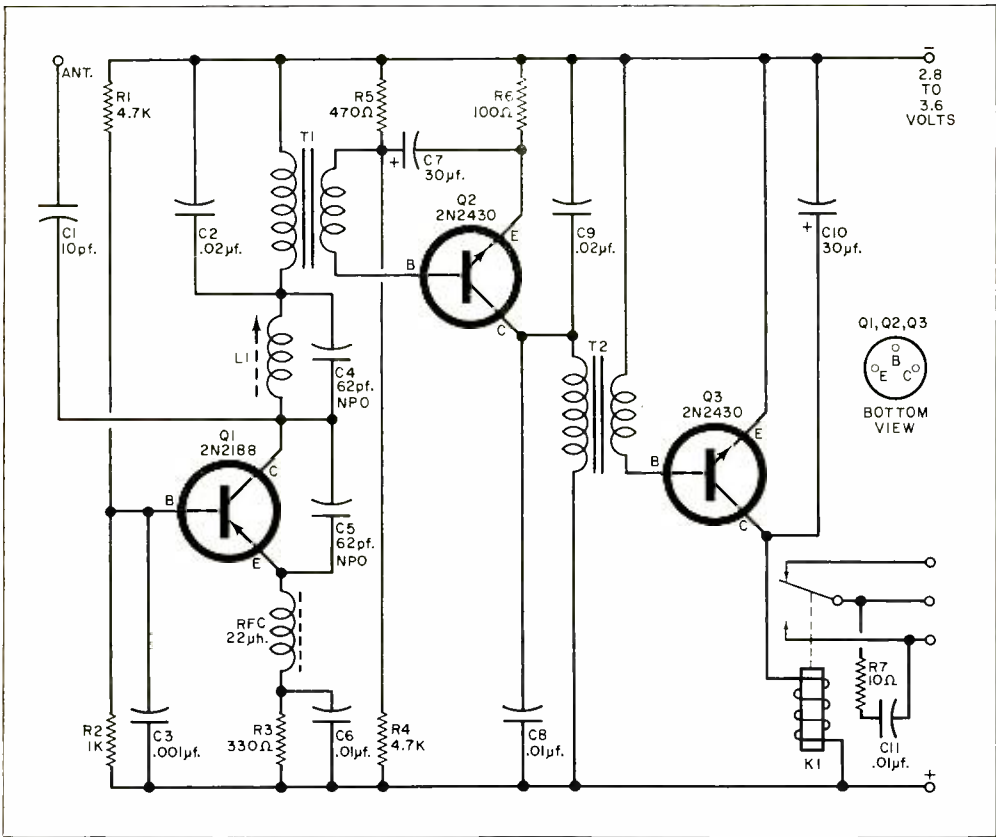 ANT.
R1
4.7K
C1
10pf.
C2
.02µf.
T1
R5
470Ω
+
C7
30µf.
R6
100Ω
Q2
2N2430
B
E
C
C9
.02µf.
−
2.8
TO
3.6
VOLTS
+
C10
30µf.
L1
C4
62pf.
NPO
T2
Q3
2N2430
B
E
C
Q1, Q2, Q3
B
E
C
BOTTOM
VIEW
Q1
2N2188
B
C
E
C5
62pf.
NPO
RFC
22µh.
R2
1K
C3
.001µf.
R3
330Ω
C6
.01µf.
R4
4.7K
C8
.01µf.
K1
R7
10Ω
C11
.01µf.
+